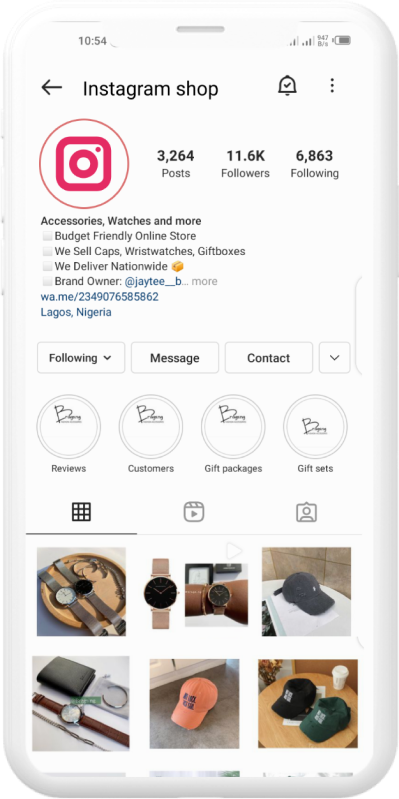 10:54
947
B/s
Instagram shop
3,264 11.6K 6,863
Posts Followers Following
Accessories, Watches and more
Budget Friendly Online Store
We Sell Caps, Wristwatches, Giftboxes
We Deliver Nationwide 📦
Brand Owner: @jaytee__b... more
wa.me/2349076585862
Lagos, Nigeria
Following Message Contact
Reviews Customers Gift packages Gift sets